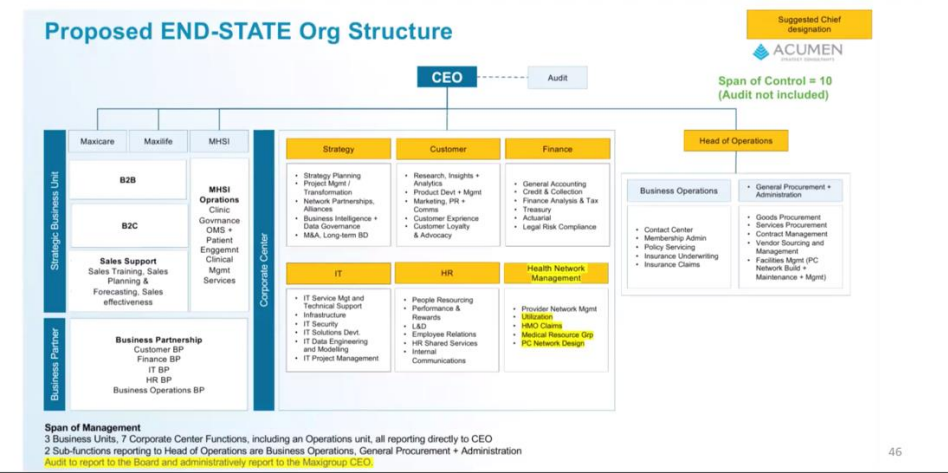 Proposed END-STATE Org Structure
Suggested Chief
designation
ACUMEN
STRATEGY CONSULTANTS
CEO
Audit
Span of Control = 10
(Audit not included)
Strategic Business Unit
Maxicare
Maxilife
MHSI
B2B
B2C
Sales Support
Sales Training, Sales
Planning &
Forecasting, Sales
effectiveness
MHSI
Oprations
Clinic
Govrnance
OMS +
Patient
Enggemnt
Clinical
Mgmt
Services
Business Partner
Business Partnership
Customer BP
Finance BP
IT BP
HR BP
Business Operations BP
Corporate Center
Strategy
• Strategy Planning
• Project Mgmt /
Transformation
• Network Partnerships,
Alliances
• Business Intelligence +
Data Governance
• M&A, Long-term BD
Customer
• Research, Insights +
Analytics
• Product Devt + Mgmt
• Marketing, PR +
Comms
• Customer Exprience
• Customer Loyalty
& Advocacy
Finance
• General Accounting
• Credit & Collection
• Finance Analysis & Tax
• Treasury
• Actuarial
• Legal Risk Compliance
IT
• IT Service Mgt and
Technical Support
• Infrastructure
• IT Security
• IT Solutions Devt.
• IT Data Engineering
and Modelling
• IT Project Management
HR
• People Resourcing
• Performance &
Rewards
• L&D
• Employee Relations
• HR Shared Services
• Internal
Communications
Health Network
Management
• Provider Network Mgmt
• Utilization
• HMO Claims
• Medical Resource Grp
• PC Network Design
Head of Operations
Business Operations
• Contact Center
• Membership Admin
• Policy Servicing
• Insurance Underwriting
• Insurance Claims
• General Procurement +
Administration
• Goods Procurement
• Services Procurement
• Contract Management
• Vendor Sourcing and
Management
• Facilities Mgmt (PC
Network Build +
Maintenance + Mgmt)
Span of Management
3 Business Units, 7 Corporate Center Functions, including an Operations unit, all reporting directly to CEO
2 Sub-functions reporting to Head of Operations are Business Operations, General Procurement + Administration
Audit to report to the Board and administratively report to the Maxigroup CEO.
46